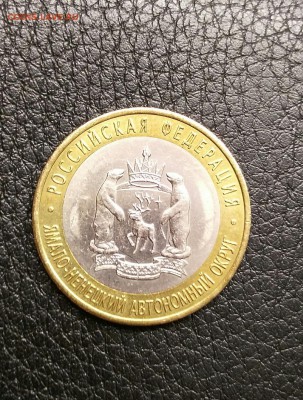 РОССИЙСКАЯ ФЕДЕРАЦИЯ
ЯМАЛО-НЕНЕЦКИЙ АВТОНОМНЫЙ ОКРУГ